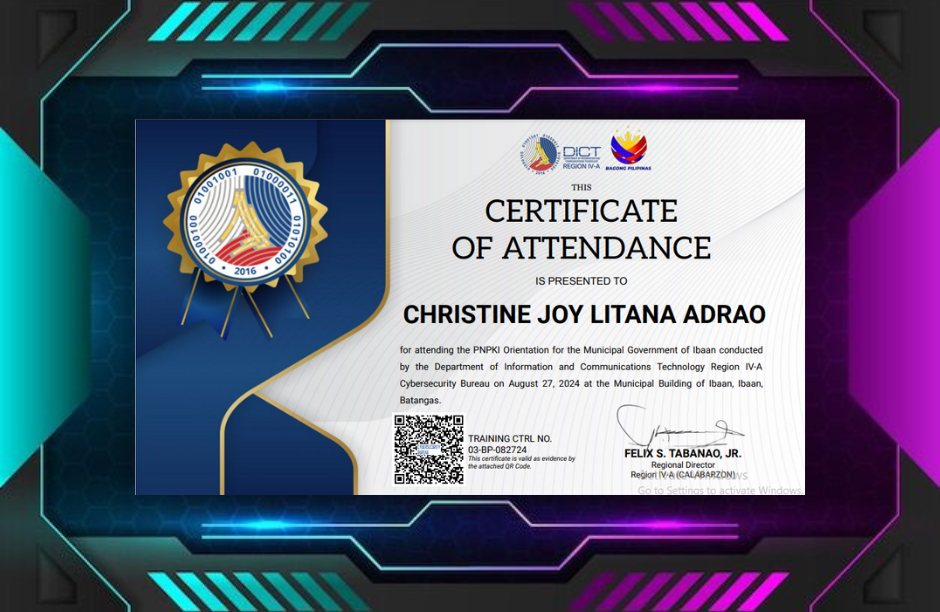 01001001 01000011
01000100 0101010
• 2016 •
DICT
REGION IV-A
BAGONG PILIPINAS
THIS
CERTIFICATE
OF ATTENDANCE
IS PRESENTED TO
CHRISTINE JOY LITANA ADRAO
for attending the PNPKI Orientation for the Municipal Government of Ibaan conducted
by the Department of Information and Communications Technology Region IV-A
Cybersecurity Bureau on August 27, 2024 at the Municipal Building of Ibaan, Ibaan,
Batangas.
TRAINING CTRL NO.
03-BP-082724
This certificate is valid as evidence by
the attached QR Code.
FELIX S. TABANAO, JR.
Regional Director
Region IV-A (CALABARZON)
Go to Settings to activate Windows.